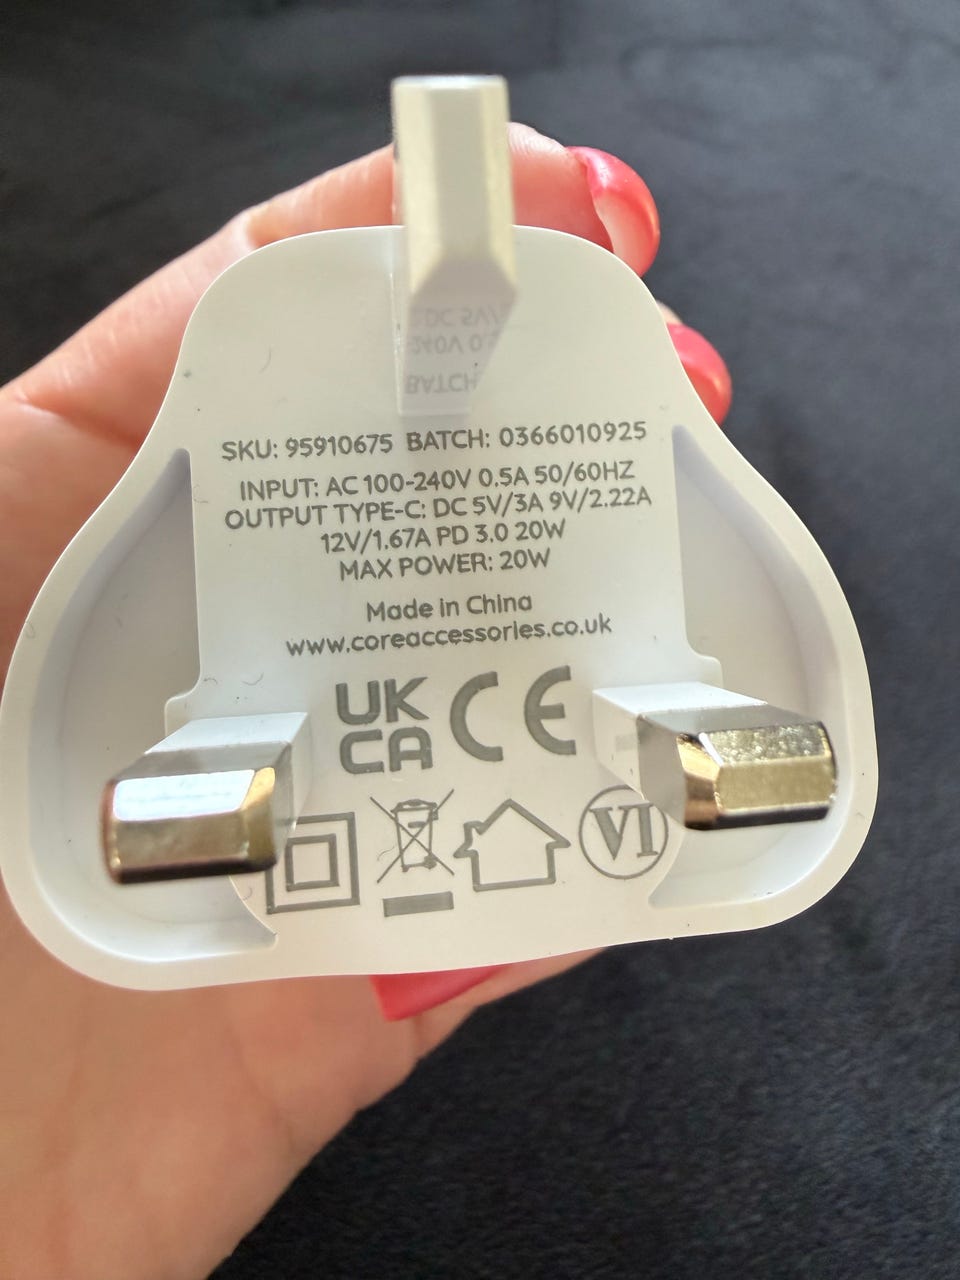 SKU: 95910675 BATCH: 0366010925
INPUT: AC 100-240V 0.5A 50/60HZ
OUTPUT TYPE-C: DC 5V/3A 9V/2.22A
12V/1.67A PD 3.0 20W
MAX POWER: 20W
Made in China
www.coreaccessories.co.uk
UK
CA CE
VI